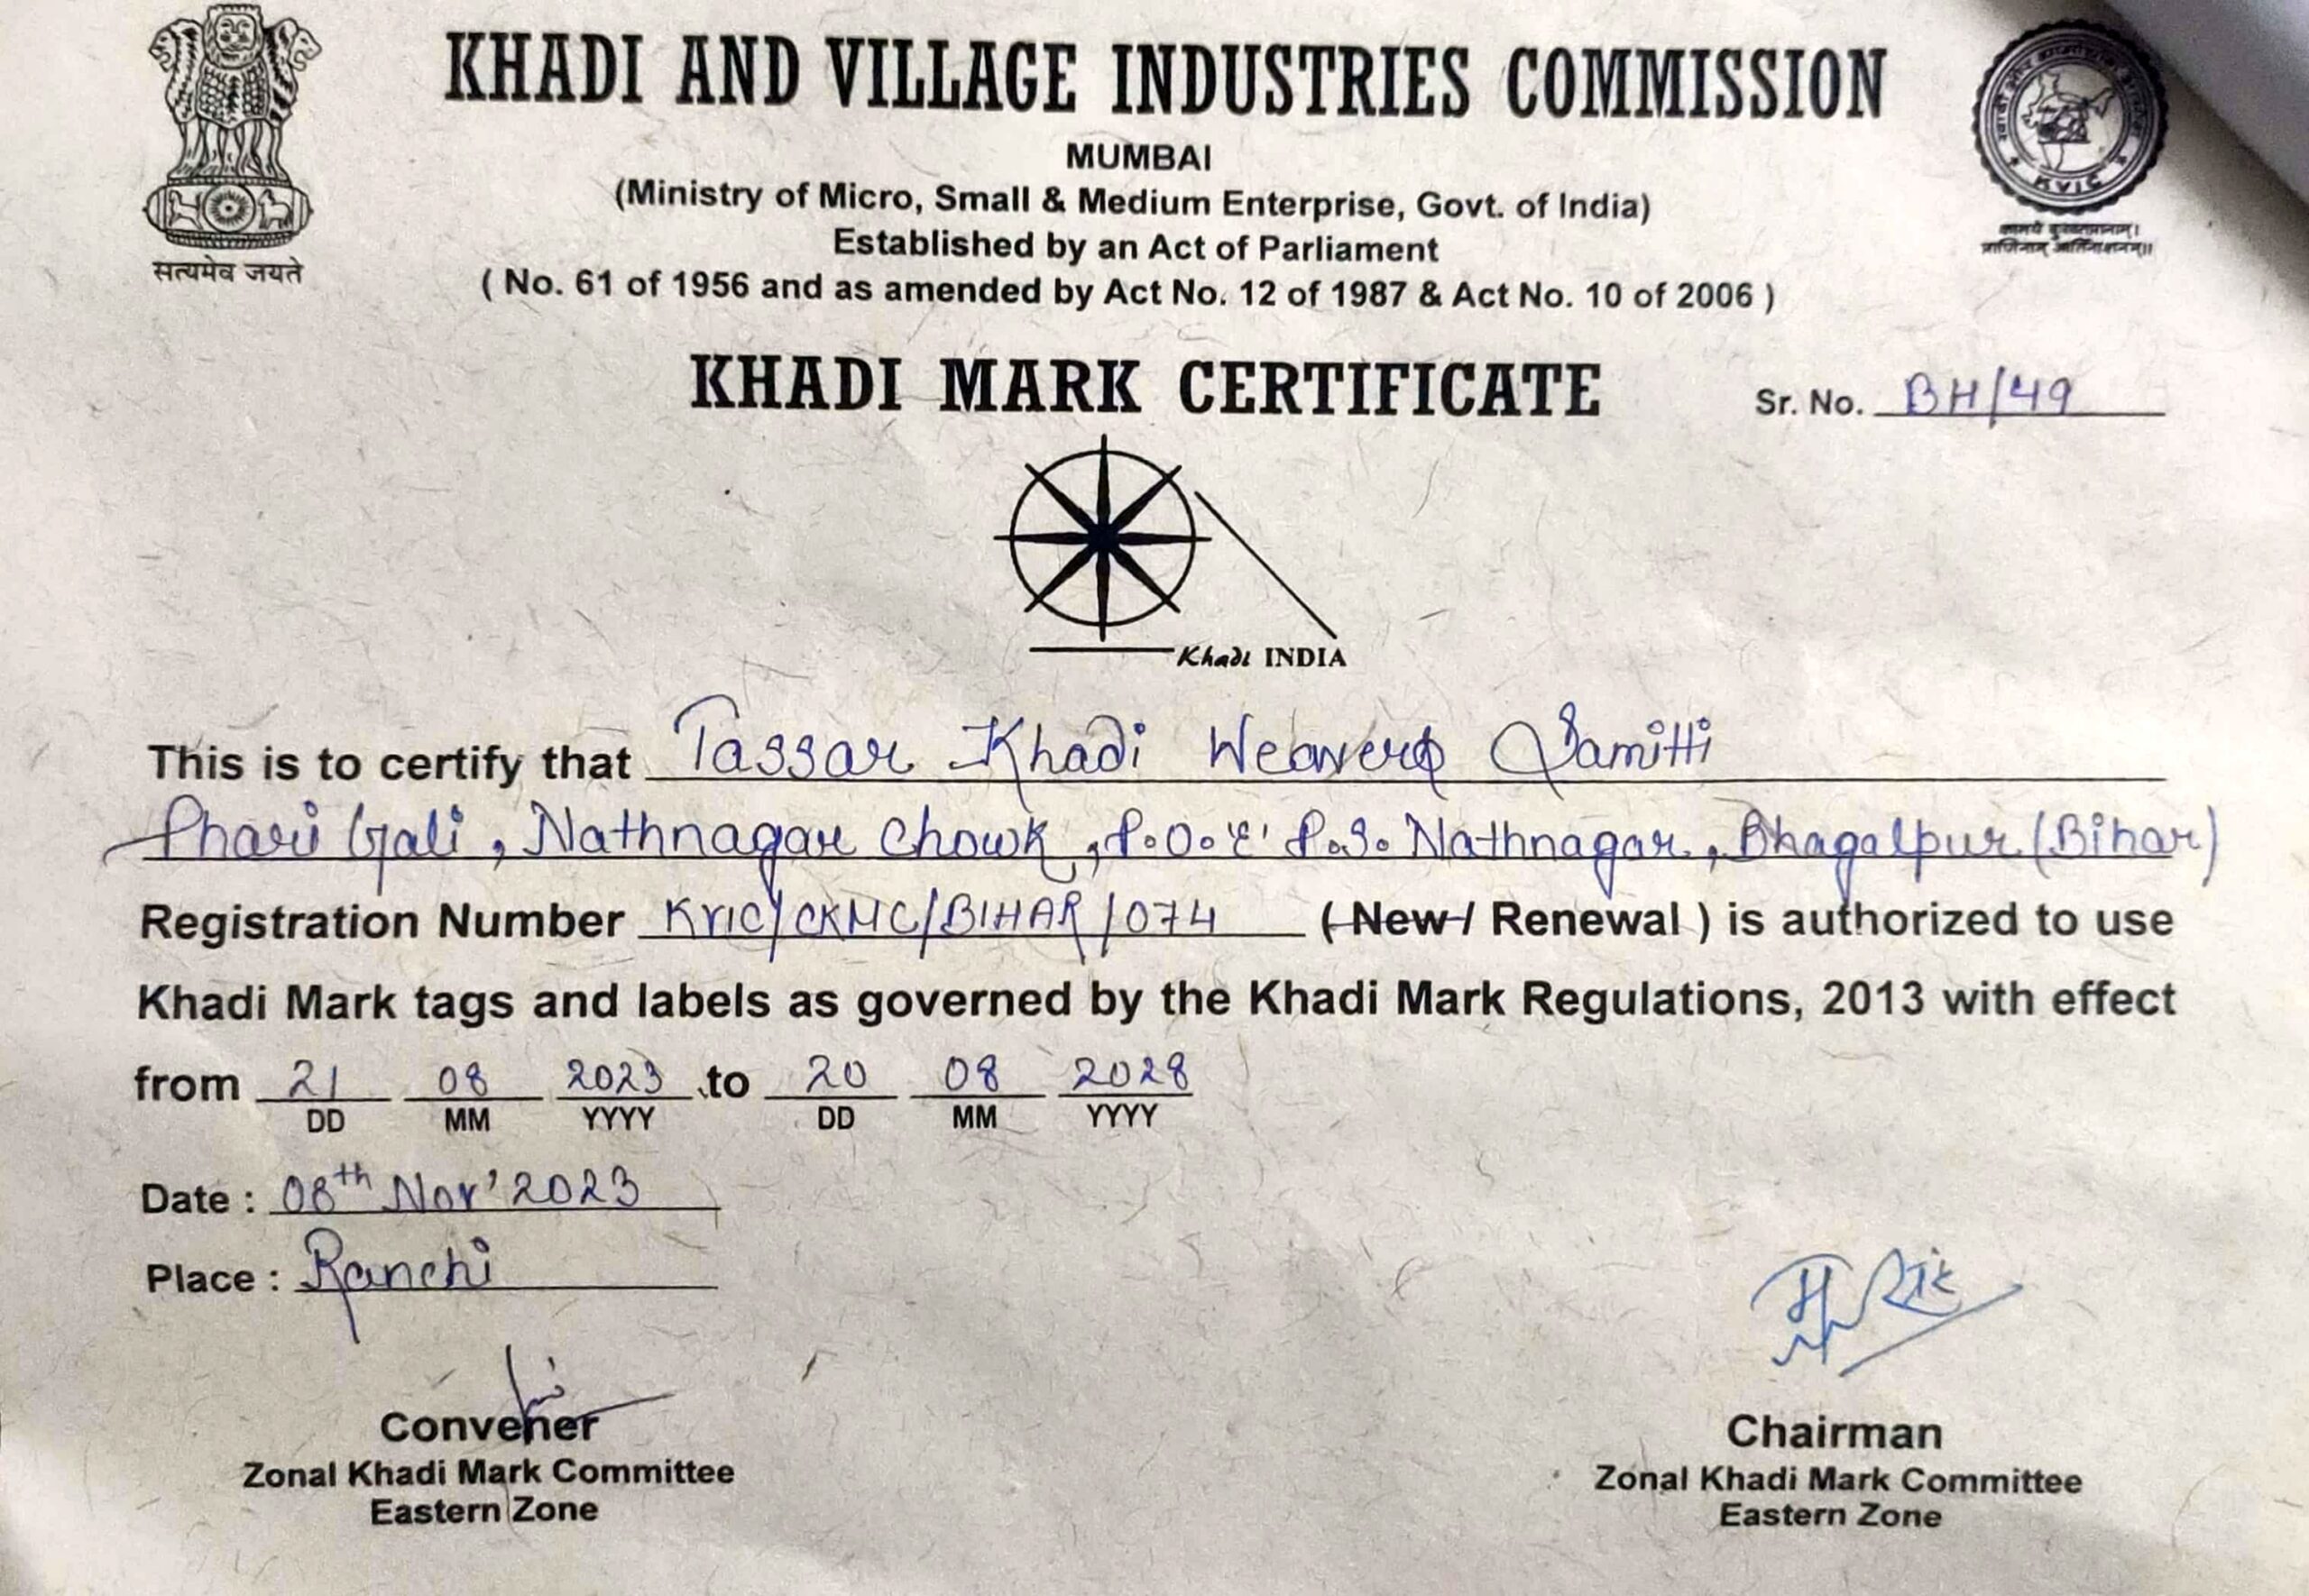 KHADI AND VILLAGE INDUSTRIES COMMISSION
MUMBAI
(Ministry of Micro, Small & Medium Enterprise, Govt. of India)
Established by an Act of Parliament
( No. 61 of 1956 and as amended by Act No. 12 of 1987 & Act No. 10 of 2006 )
सत्यमेव जयते
KVIC
KHADI MARK CERTIFICATE
Sr. No. BH/49
Khadi INDIA
This is to certify that Tassar Khadi Weavers Samitti
Phari Gali, Nathnagar Chowk, P.O. & P.S. Nathnagar, Bhagalpur (Bihar)
Registration Number KVIC/CKMC/BIHAR/074 (New / Renewal ) is authorized to use
Khadi Mark tags and labels as governed by the Khadi Mark Regulations, 2013 with effect
from 21 08 2023 to 20 08 2028
DD MM YYYY DD MM YYYY
Date : 08th Nov' 2023
Place : Ranchi
Convener
Zonal Khadi Mark Committee
Eastern Zone
Chairman
Zonal Khadi Mark Committee
Eastern Zone